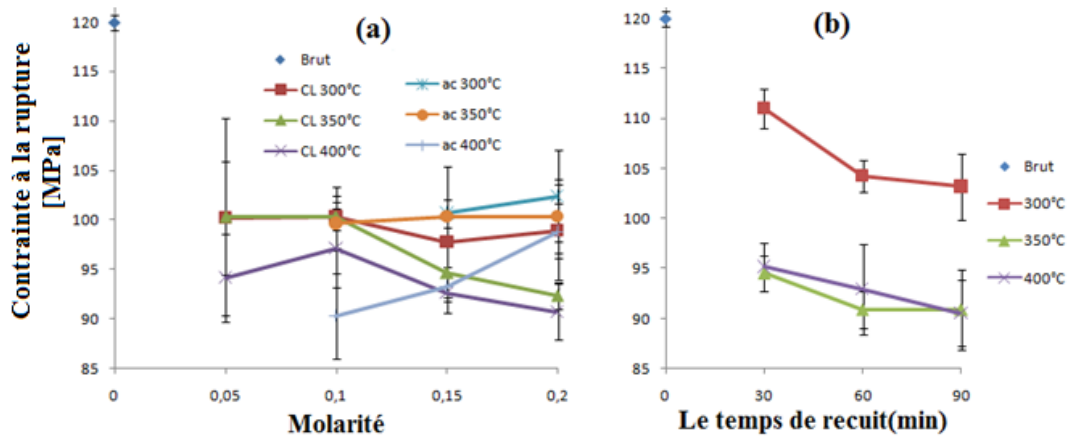 Contrainte à la rupture
[MPa]
(a)
120
115
110
105
100
95
90
85
Brut
CL 300°C
CL 350°C
CL 400°C
ac 300°C
ac 350°C
ac 400°C
0
0,05
0,1
0,15
0,2
Molarité
(b)
120
115
110
105
100
95
90
85
Brut
300°C
350°C
400°C
0
30
60
90
Le temps de recuit(min)